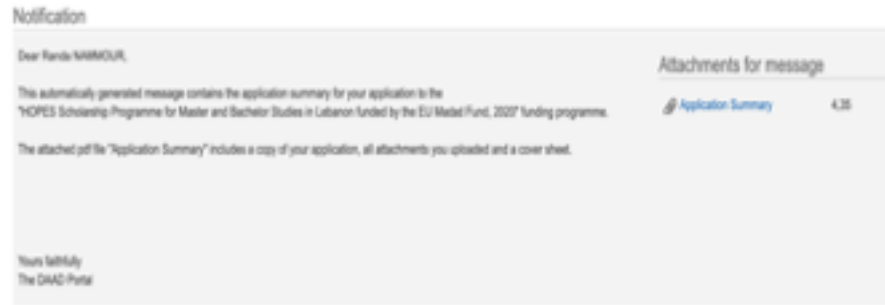 Notification
Dear Randa NAMMOUR,
Attachments for message
This automatically generated message contains the application summary for your application to the
"HOPES Scholarship Programme for Master and Bachelor Studies in Lebanon funded by the EU Madad Fund, 2020" funding programme.
Application Summary 4,35
The attached pdf file "Application Summary" includes a copy of your application, all attachments you uploaded and a cover sheet.
Yours faithfully
The DAAD Portal